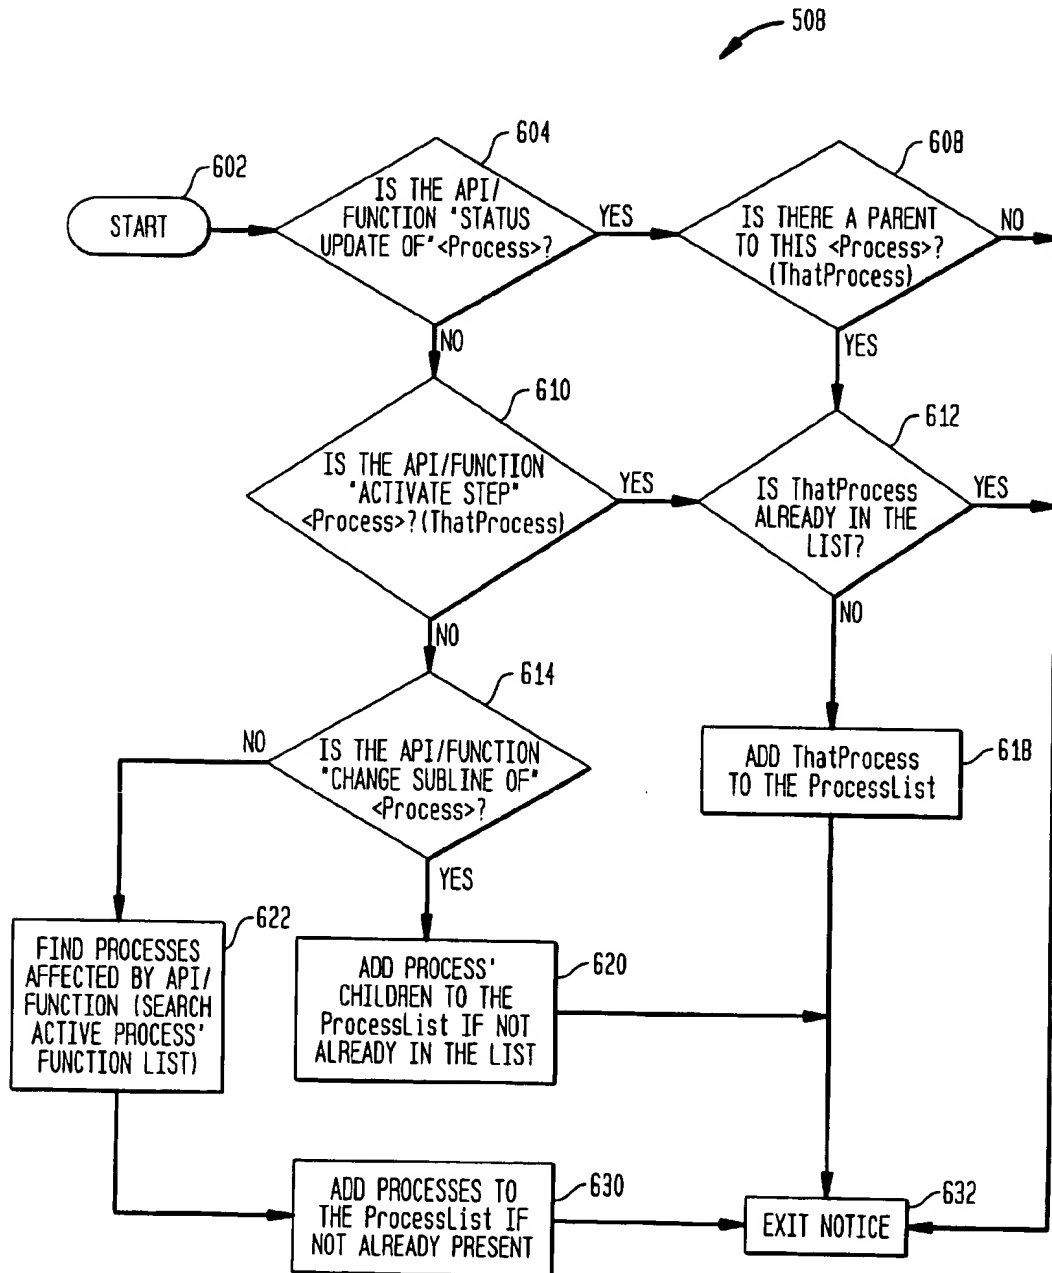 508
602
START
604
IS THE API/
FUNCTION "STATUS
UPDATE OF" <Process>?
YES
NO
608
IS THERE A PARENT
TO THIS <Process>?
(ThatProcess)
NO
YES
610
IS THE API/FUNCTION
"ACTIVATE STEP"
<Process>?(ThatProcess)
YES
NO
612
IS ThatProcess
ALREADY IN THE
LIST?
YES
NO
614
IS THE API/FUNCTION
"CHANGE SUBLINE OF"
<Process>?
NO
YES
618
ADD ThatProcess
TO THE ProcessList
622
FIND PROCESSES
AFFECTED BY API/
FUNCTION (SEARCH
ACTIVE PROCESS'
FUNCTION LIST)
620
ADD PROCESS'
CHILDREN TO THE
ProcessList IF NOT
ALREADY IN THE LIST
630
ADD PROCESSES TO
THE ProcessList IF
NOT ALREADY PRESENT
632
EXIT NOTICE